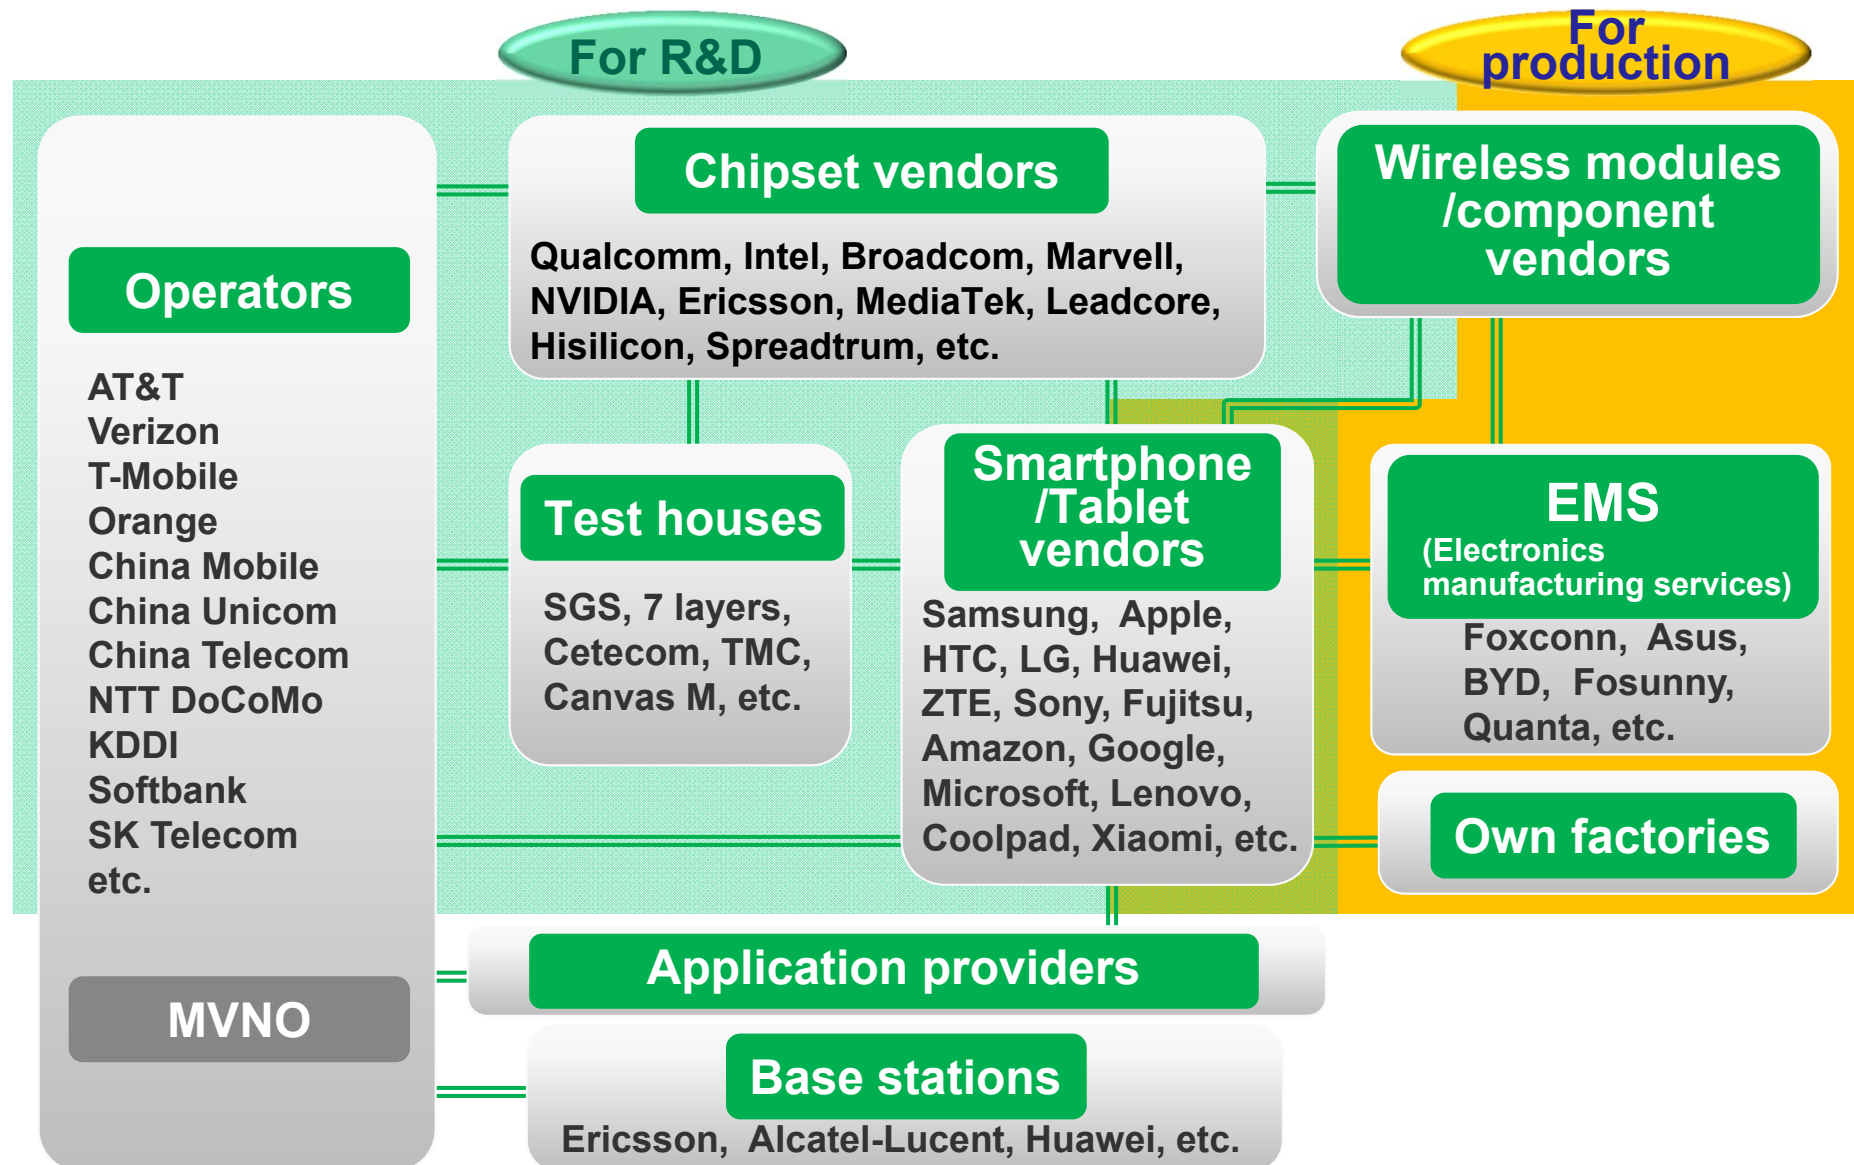 For R&D
For
production
Operators
AT&T
Verizon
T-Mobile
Orange
China Mobile
China Unicom
China Telecom
NTT DoCoMo
KDDI
Softbank
SK Telecom
etc.
MVNO
Chipset vendors
Qualcomm, Intel, Broadcom, Marvell,
NVIDIA, Ericsson, MediaTek, Leadcore,
Hisilicon, Spreadtrum, etc.
Wireless modules
/component
vendors
Test houses
SGS, 7 layers,
Cetecom, TMC,
Canvas M, etc.
Smartphone
/Tablet
vendors
Samsung, Apple,
HTC, LG, Huawei,
ZTE, Sony, Fujitsu,
Amazon, Google,
Microsoft, Lenovo,
Coolpad, Xiaomi, etc.
EMS
(Electronics
manufacturing services)
Foxconn, Asus,
BYD, Fosunny,
Quanta, etc.
Own factories
Application providers
Base stations
Ericsson, Alcatel-Lucent, Huawei, etc.